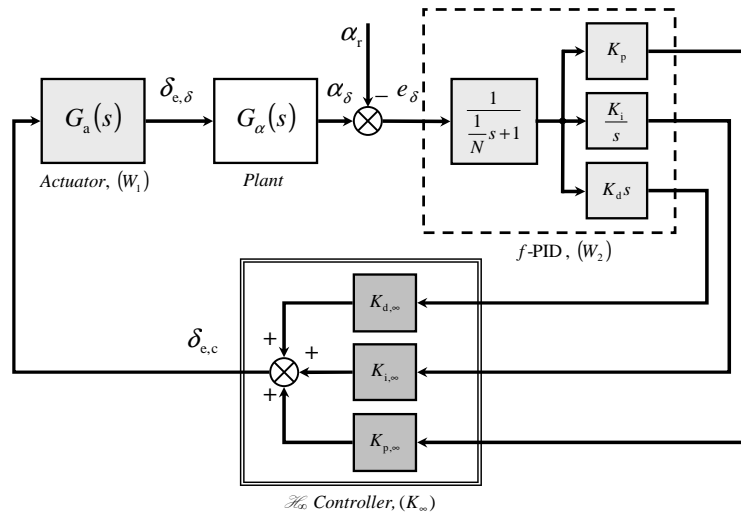 α_r
K_p
δ_e,δ
α_δ
− e_δ
G_a(s)
G_α(s)
1
1/N s+1
K_i
s
Actuator, (W_1)
Plant
K_d s
f-PID, (W_2)
K_d,∞
δ_e,c
+
+
K_i,∞
+
K_p,∞
ℋ∞ Controller, (K_∞)